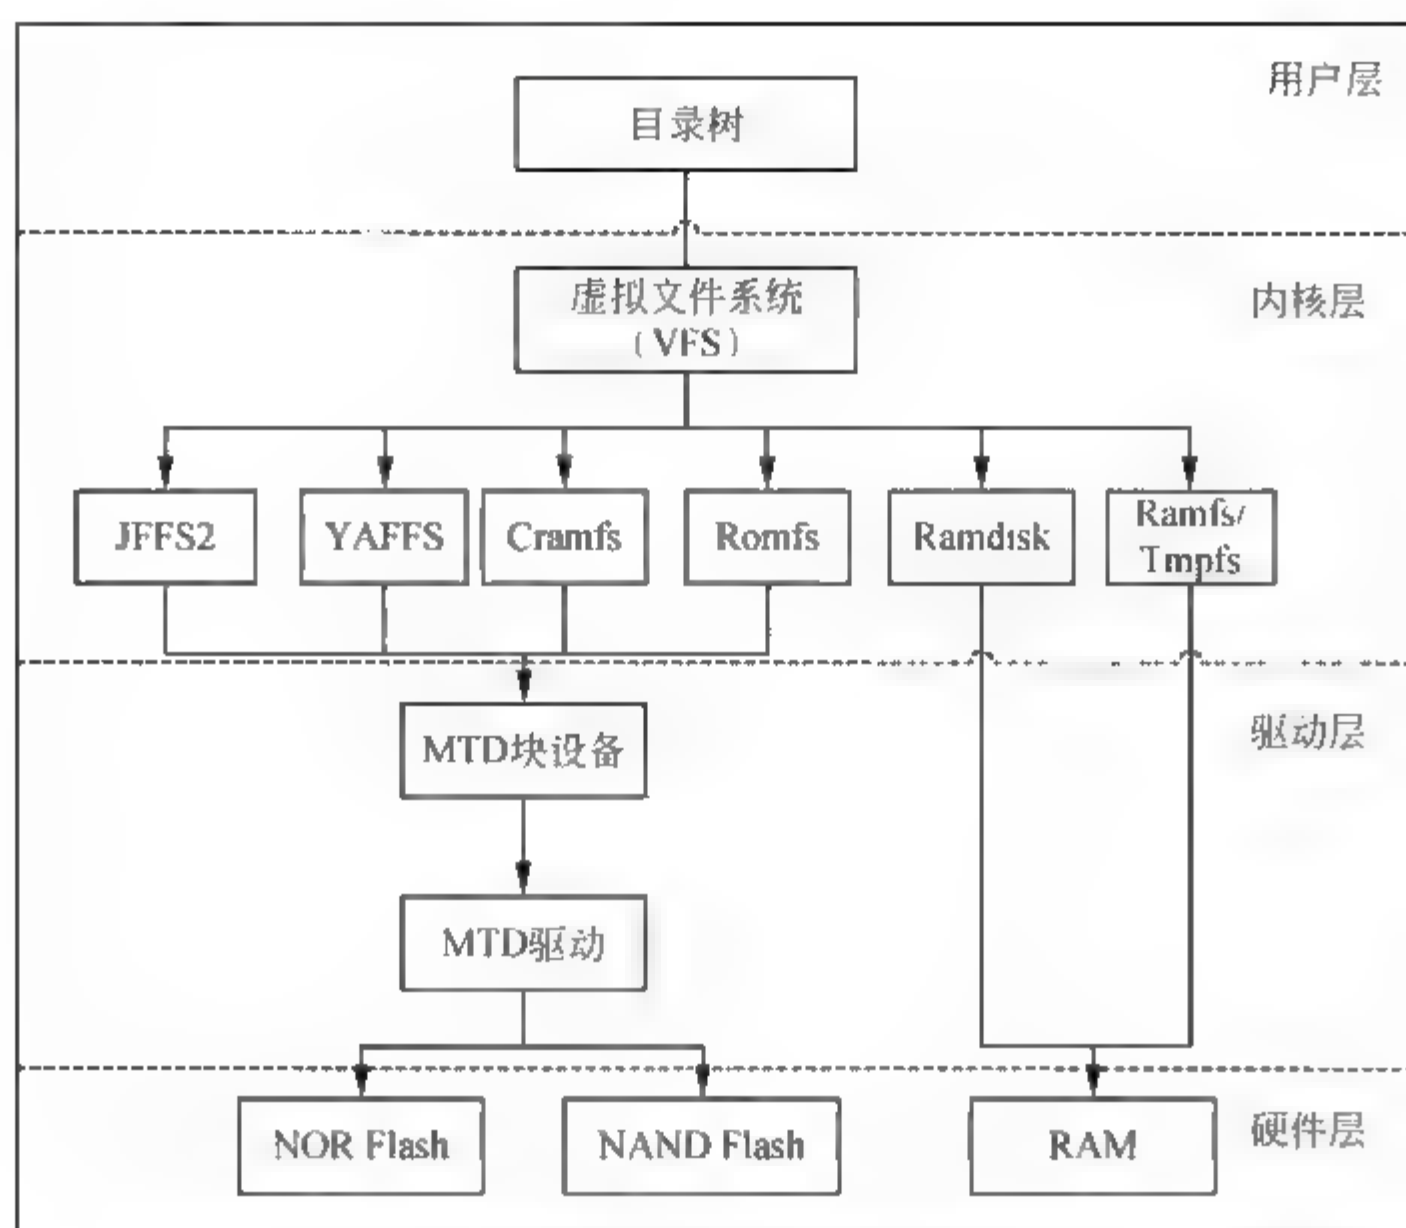 用户层
目录树
内核层
虚拟文件系统
（VFS）
JFFS2
YAFFS
Cramfs
Romfs
Ramdisk
Ramfs/
Tmpfs
驱动层
MTD块设备
MTD驱动
硬件层
NOR Flash
NAND Flash
RAM